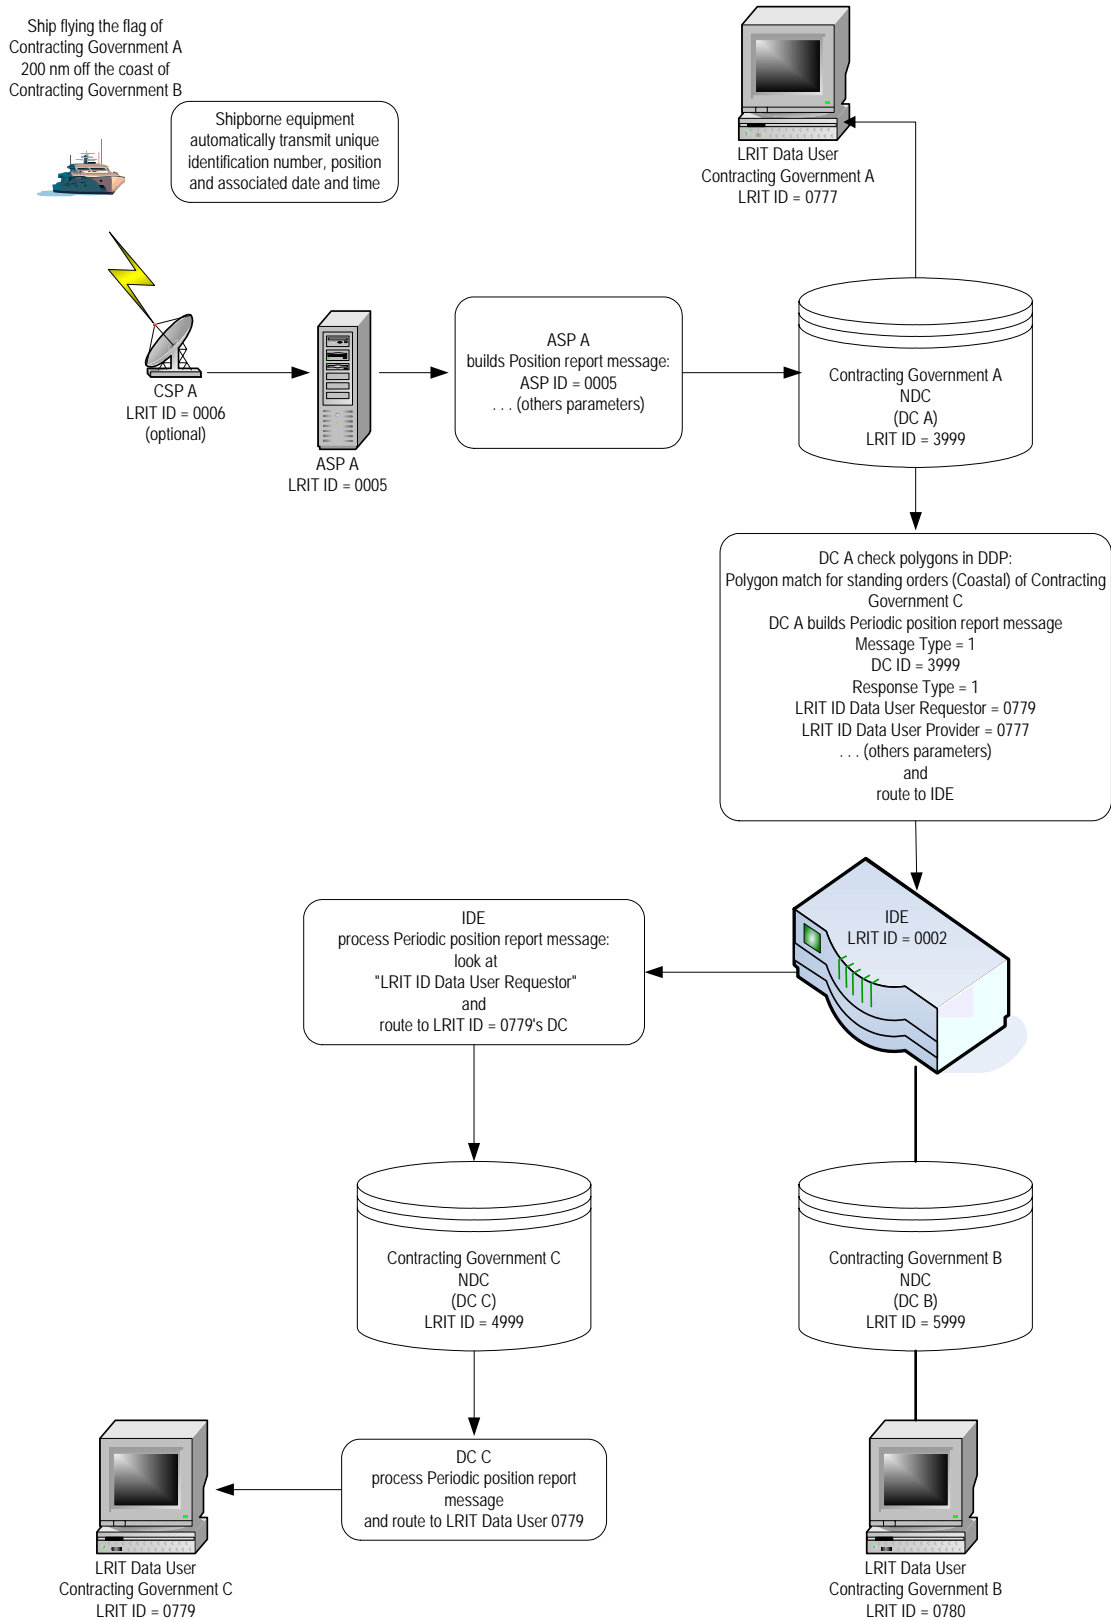 Ship flying the flag of
Contracting Government A
200 nm off the coast of
Contracting Government B
Shipborne equipment
automatically transmit unique
identification number, position
and associated date and time
LRIT Data User
Contracting Government A
LRIT ID = 0777
CSP A
LRIT ID = 0006
(optional)
ASP A
LRIT ID = 0005
ASP A
builds Position report message:
ASP ID = 0005
. . . (others parameters)
Contracting Government A
NDC
(DC A)
LRIT ID = 3999
DC A check polygons in DDP:
Polygon match for standing orders (Coastal) of Contracting
Government C
DC A builds Periodic position report message
Message Type = 1
DC ID = 3999
Response Type = 1
LRIT ID Data User Requestor = 0779
LRIT ID Data User Provider = 0777
. . . (others parameters)
and
route to IDE
IDE
LRIT ID = 0002
IDE
process Periodic position report message:
look at
"LRIT ID Data User Requestor"
and
route to LRIT ID = 0779's DC
Contracting Government C
NDC
(DC C)
LRIT ID = 4999
Contracting Government B
NDC
(DC B)
LRIT ID = 5999
DC C
process Periodic position report
message
and route to LRIT Data User 0779
LRIT Data User
Contracting Government C
LRIT ID = 0779
LRIT Data User
Contracting Government B
LRIT ID = 0780